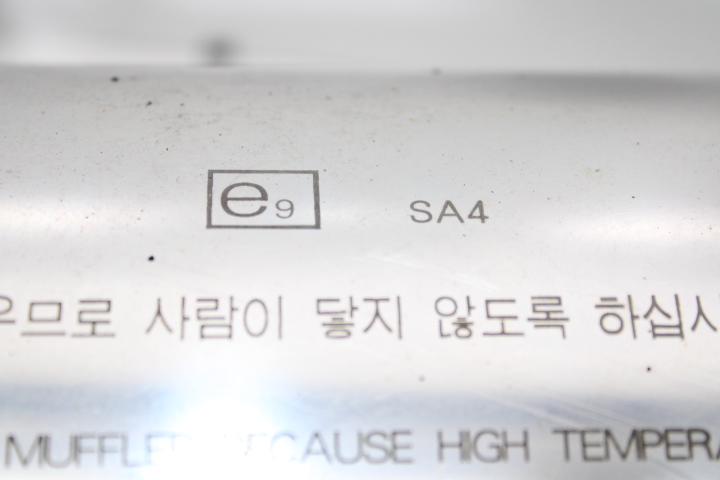 e9 SA4
우므로 사람이 닿지 않도록 하십시
MUFFLER BECAUSE HIGH TEMPERA